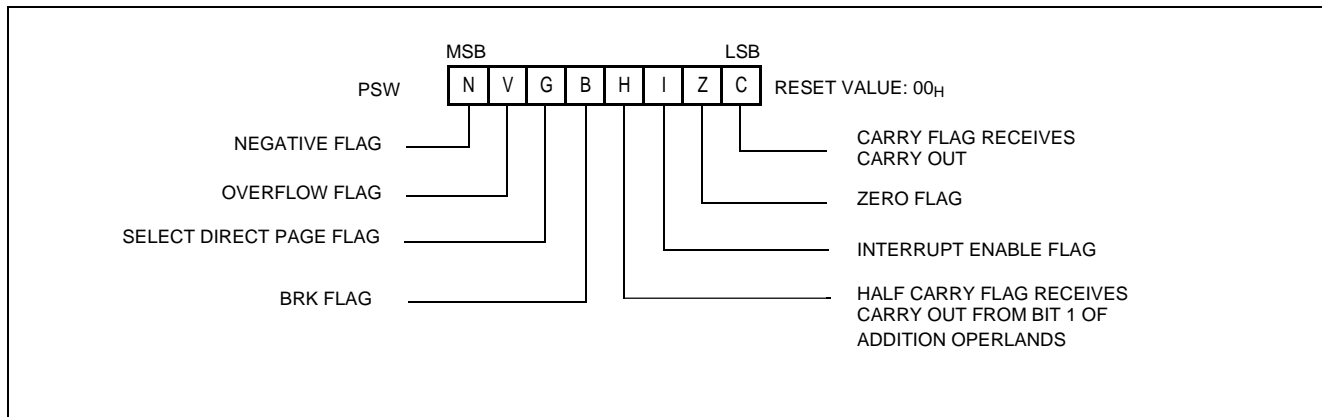 MSB LSB
PSW N V G B H I Z C RESET VALUE: 00H
NEGATIVE FLAG
OVERFLOW FLAG
SELECT DIRECT PAGE FLAG
BRK FLAG
CARRY FLAG RECEIVES
CARRY OUT
ZERO FLAG
INTERRUPT ENABLE FLAG
HALF CARRY FLAG RECEIVES
CARRY OUT FROM BIT 1 OF
ADDITION OPERLANDS